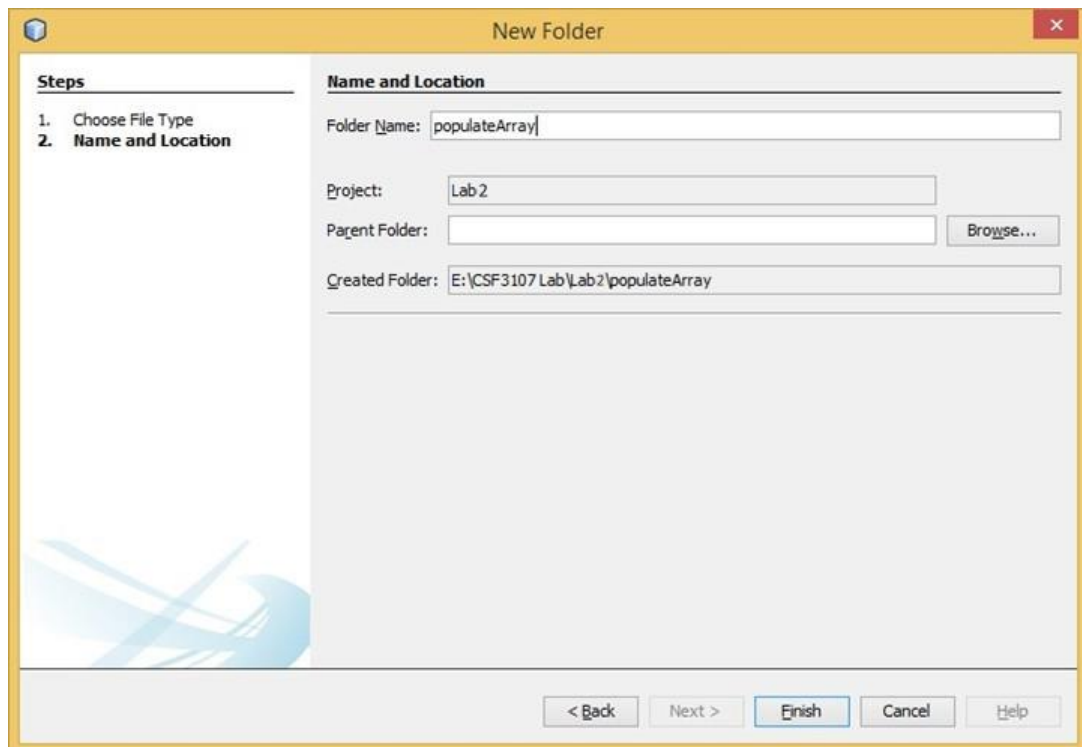 New Folder
Steps
1. Choose File Type
2. Name and Location
Name and Location
Folder Name: populateArray
Project: Lab2
Parent Folder: Browse...
Created Folder: E:\CSF3107 Lab\Lab2\populateArray
< Back Next > Finish Cancel Help